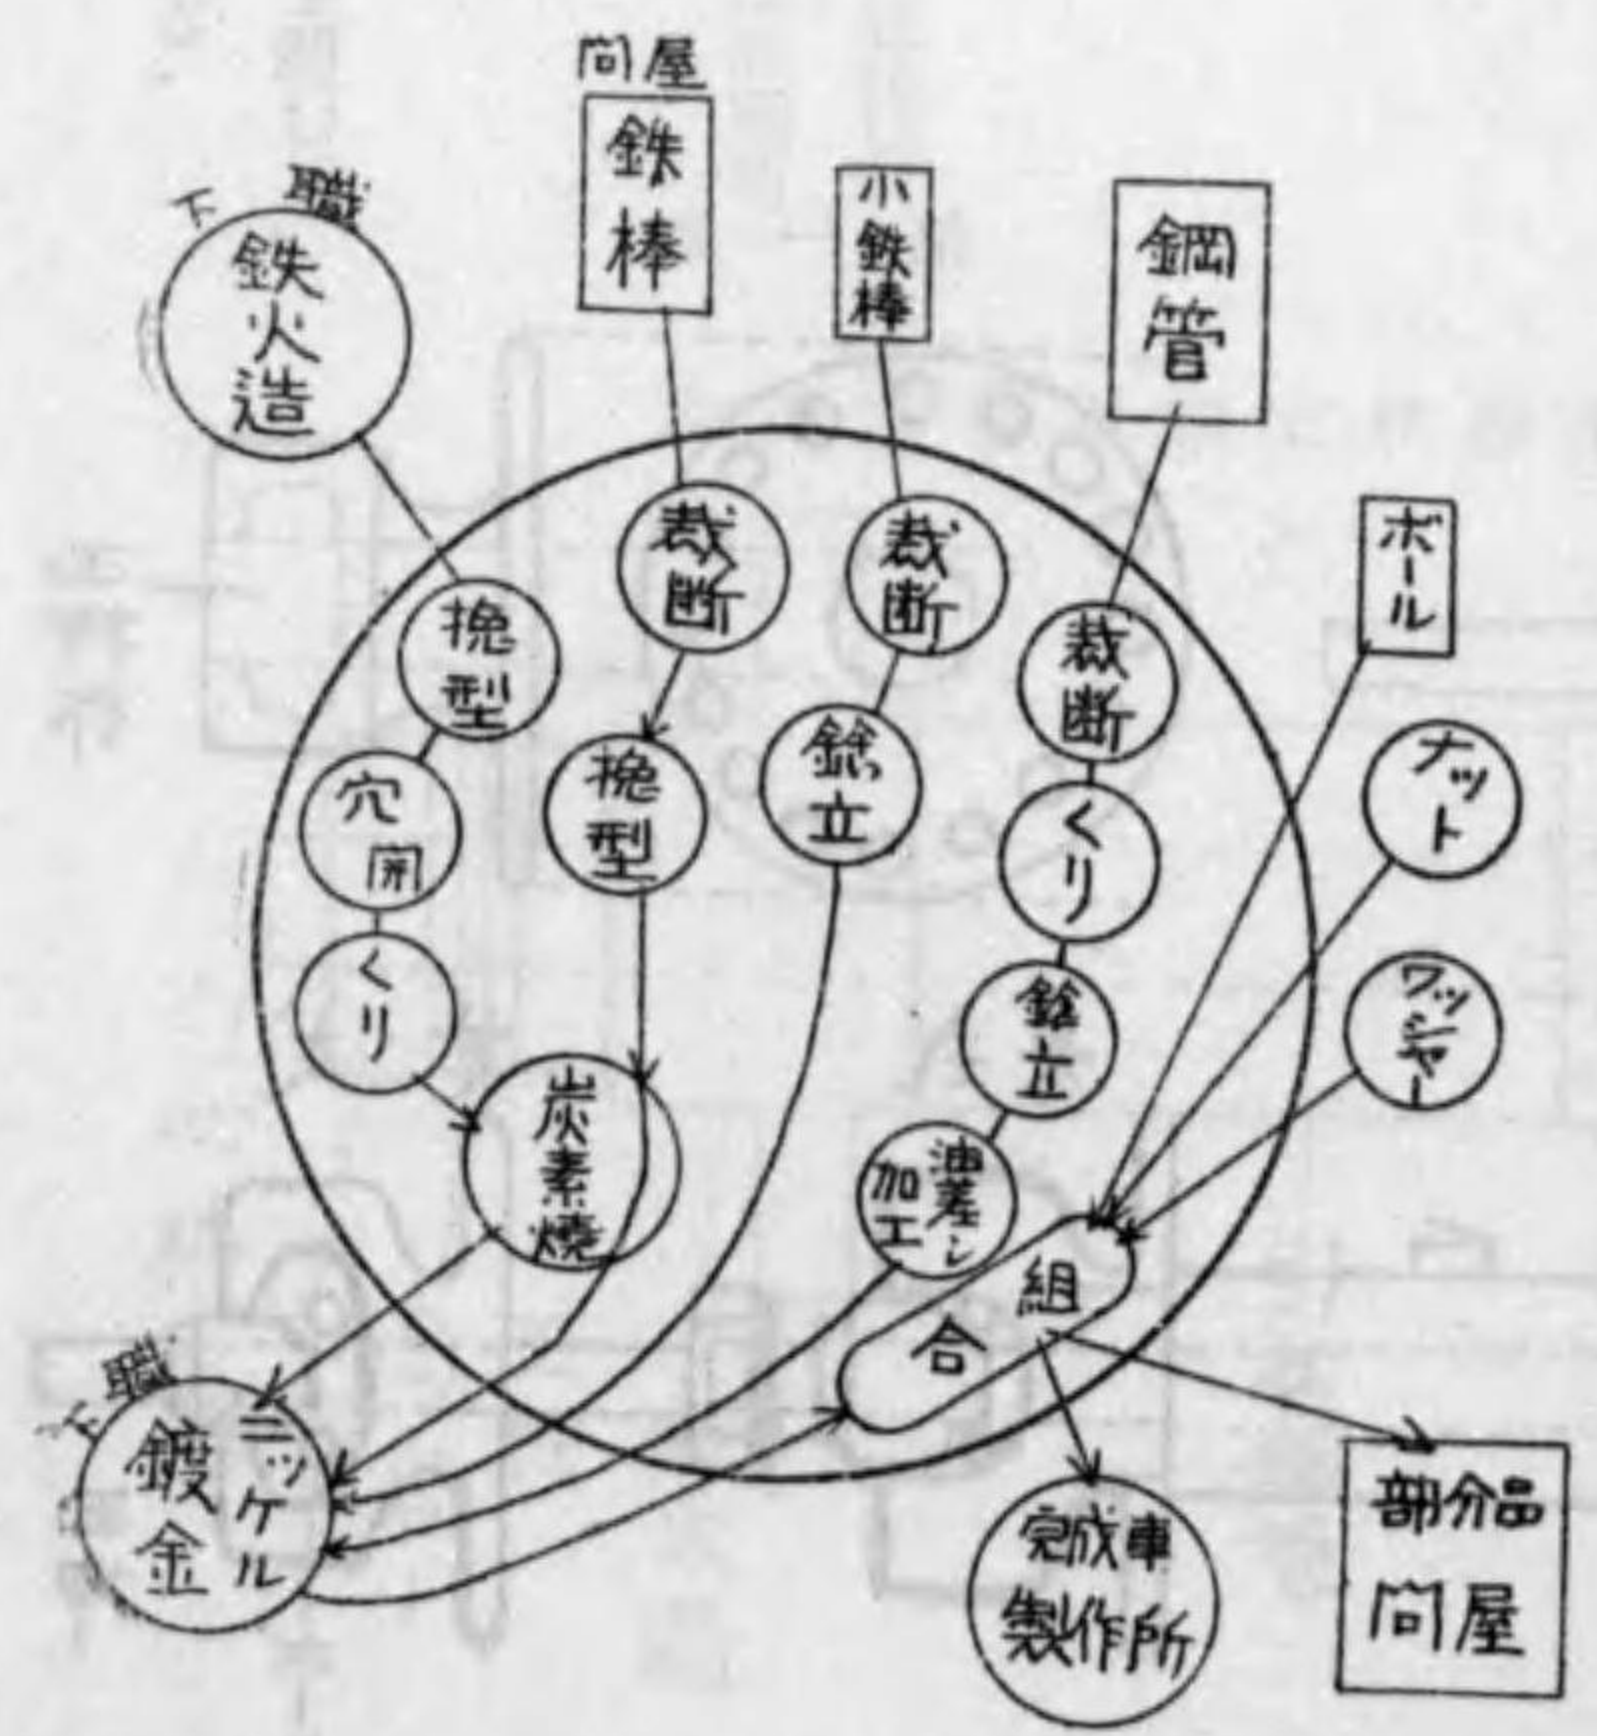 問屋
鉄棒
小鉄棒
鋼管
下職
鉄火造
ボール
裁断
裁断
裁断
挽型
穴開
くり
挽型
立
くり
立
ナット
ワッシャー
炭素焼
油差シ
加工
組合
下職
ニッケル
鍍金
完成車
製作所
部分品
問屋